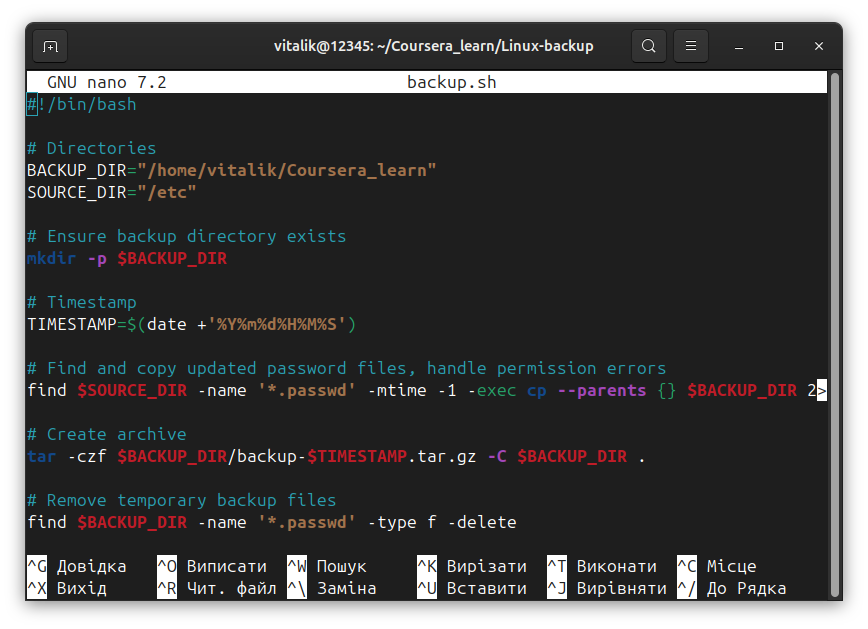 vitalik@12345: ~/Coursera_learn/Linux-backup
GNU nano 7.2 backup.sh
#!/bin/bash
# Directories
BACKUP_DIR="/home/vitalik/Coursera_learn"
SOURCE_DIR="/etc"
# Ensure backup directory exists
mkdir -p $BACKUP_DIR
# Timestamp
TIMESTAMP=$(date +'%Y%m%d%H%M%S')
# Find and copy updated password files, handle permission errors
find $SOURCE_DIR -name '*.passwd' -mtime -1 -exec cp --parents {} $BACKUP_DIR 2>
# Create archive
tar -czf $BACKUP_DIR/backup-$TIMESTAMP.tar.gz -C $BACKUP_DIR .
# Remove temporary backup files
find $BACKUP_DIR -name '*.passwd' -type f -delete
^G Довідка ^O Виписати ^W Пошук ^K Вирізати ^T Виконати ^C Місце
^X Вихід ^R Чит. файл ^\ Заміна ^U Вставити ^J Вирівняти ^/ До Рядка